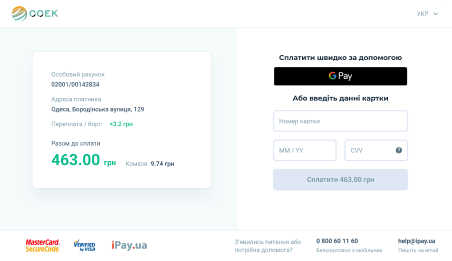 ООЕК
УКР
Особовий рахунок
02001/00142834
Адреса платника
Одеса, Бородінська вулиця, 129
Переплата / борг: +3.2 грн
Разом до сплати
463.00 грн
Комісія 9.74 грн
Сплатити швидко за допомогою
G Pay
Або введіть данні картки
Номер картки
MM / YY
CVV
?
Сплатити 463.00 грн
MasterCard.
SecureCode.
VERIFIED
by VISA
iPay.ua
З'явились питання або
потрібна допомога?
0 800 60 11 60
Безкоштовно з мобільних
help@ipay.ua
Пишіть на email